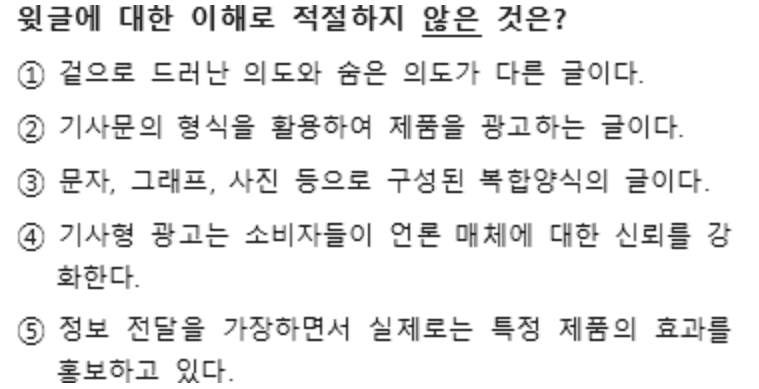 윗글에 대한 이해로 적절하지 않은 것은?
① 겉으로 드러난 의도와 숨은 의도가 다른 글이다.
② 기사문의 형식을 활용하여 제품을 광고하는 글이다.
③ 문자, 그래프, 사진 등으로 구성된 복합양식의 글이다.
④ 기사형 광고는 소비자들이 언론 매체에 대한 신뢰를 강
화한다.
⑤ 정보 전달을 가장하면서 실제로는 특정 제품의 효과를
홍보하고 있다.